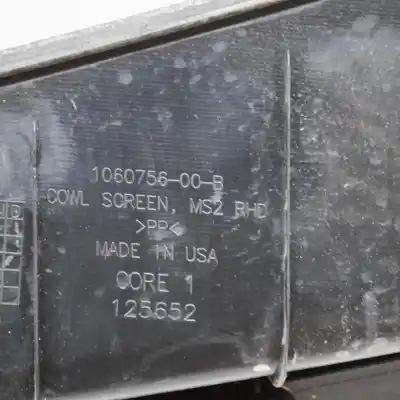 1060756-00-B
COWL SCREEN, MS2 RHD
>PP<
MADE IN USA
CORE 1
125652